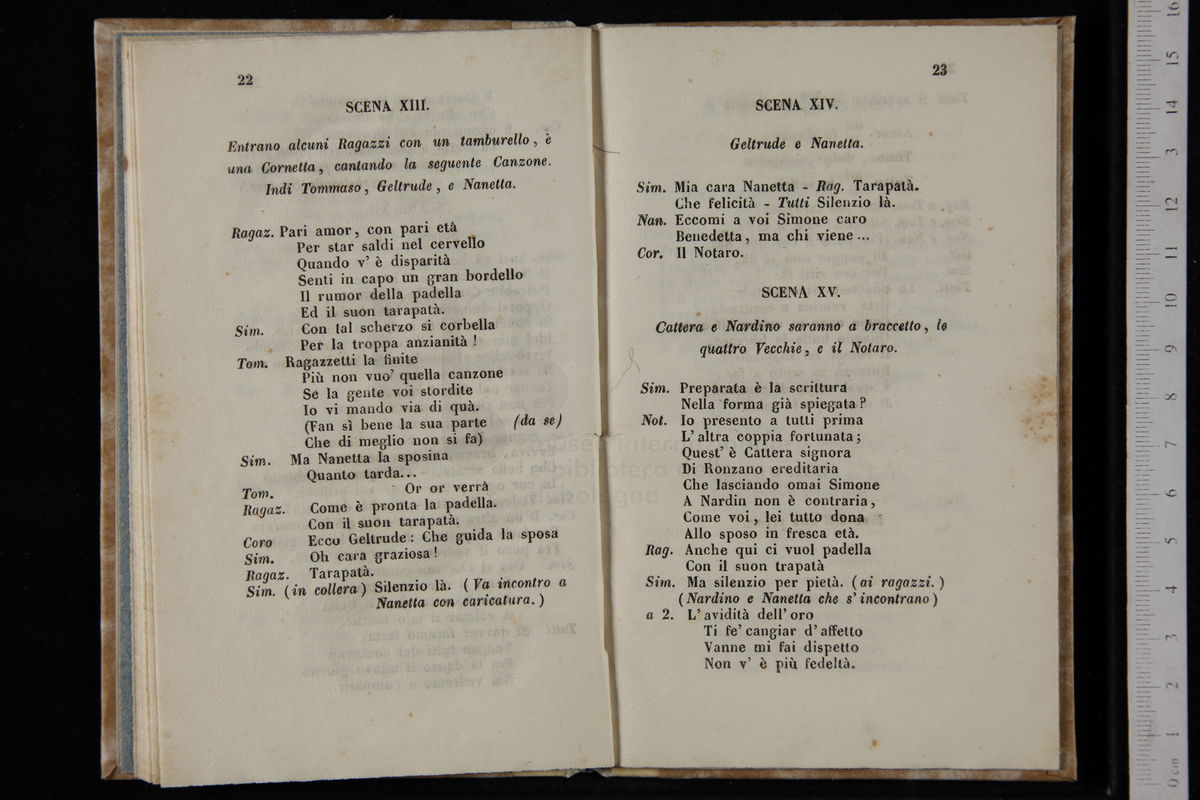 22
SCENA XIII.
Entrano alcuni Ragazzi con un tamburello, è
una Cornetta, cantando la seguente Canzone.
Indi Tommaso, Geltrude, e Nanetta.
Ragaz. Pari amor, con pari età
Per star saldi nel cervello
Quando v' è disparità
Senti in capo un gran bordello
Il rumor della padella
Ed il suon tarapatà.
Sim. Con tal scherzo si corbella
Per la troppa anzianità !
Tom. Ragazzetti la finite
Più non vuo' quella canzone
Se la gente voi stordite
Io vi mando via di quà.
(Fan sì bene la sua parte (da se)
Che di meglio non si fa)
Sim. Ma Nanetta la sposina
Quanto tarda...
Tom. Or or verrà
Ragaz. Come è pronta la padella.
Con il suon tarapatà.
Coro Ecco Geltrude : Che guida la sposa
Sim. Oh cara graziosa !
Ragaz. Tarapatà.
Sim. (in collera) Silenzio là. (Va incontro a
Nanetta con caricatura.)
23
SCENA XIV.
Geltrude e Nanetta.
Sim. Mia cara Nanetta - Rag. Tarapatà.
Che felicità - Tutti Silenzio là.
Nan. Eccomi a voi Simone caro
Benedetta, ma chi viene ...
Cor. Il Notaro.
SCENA XV.
Cattera e Nardino saranno a braccetto, le
quattro Vecchie, e il Notaro.
Sim. Preparata è la scrittura
Nella forma già spiegata ?
Not. Io presento a tutti prima
L' altra coppia fortunata ;
Quest' è Cattera signora
Di Ronzano ereditaria
Che lasciando omai Simone
A Nardin non è contraria,
Come voi, lei tutto dona
Allo sposo in fresca età.
Rag. Anche qui ci vuol padella
Con il suon trapatà
Sim. Ma silenzio per pietà. (ai ragazzi.)
(Nardino e Nanetta che s' incontrano)
a 2. L' avidità dell' oro
Ti fe' cangiar d' affetto
Vanne mi fai dispetto
Non v' è più fedeltà.